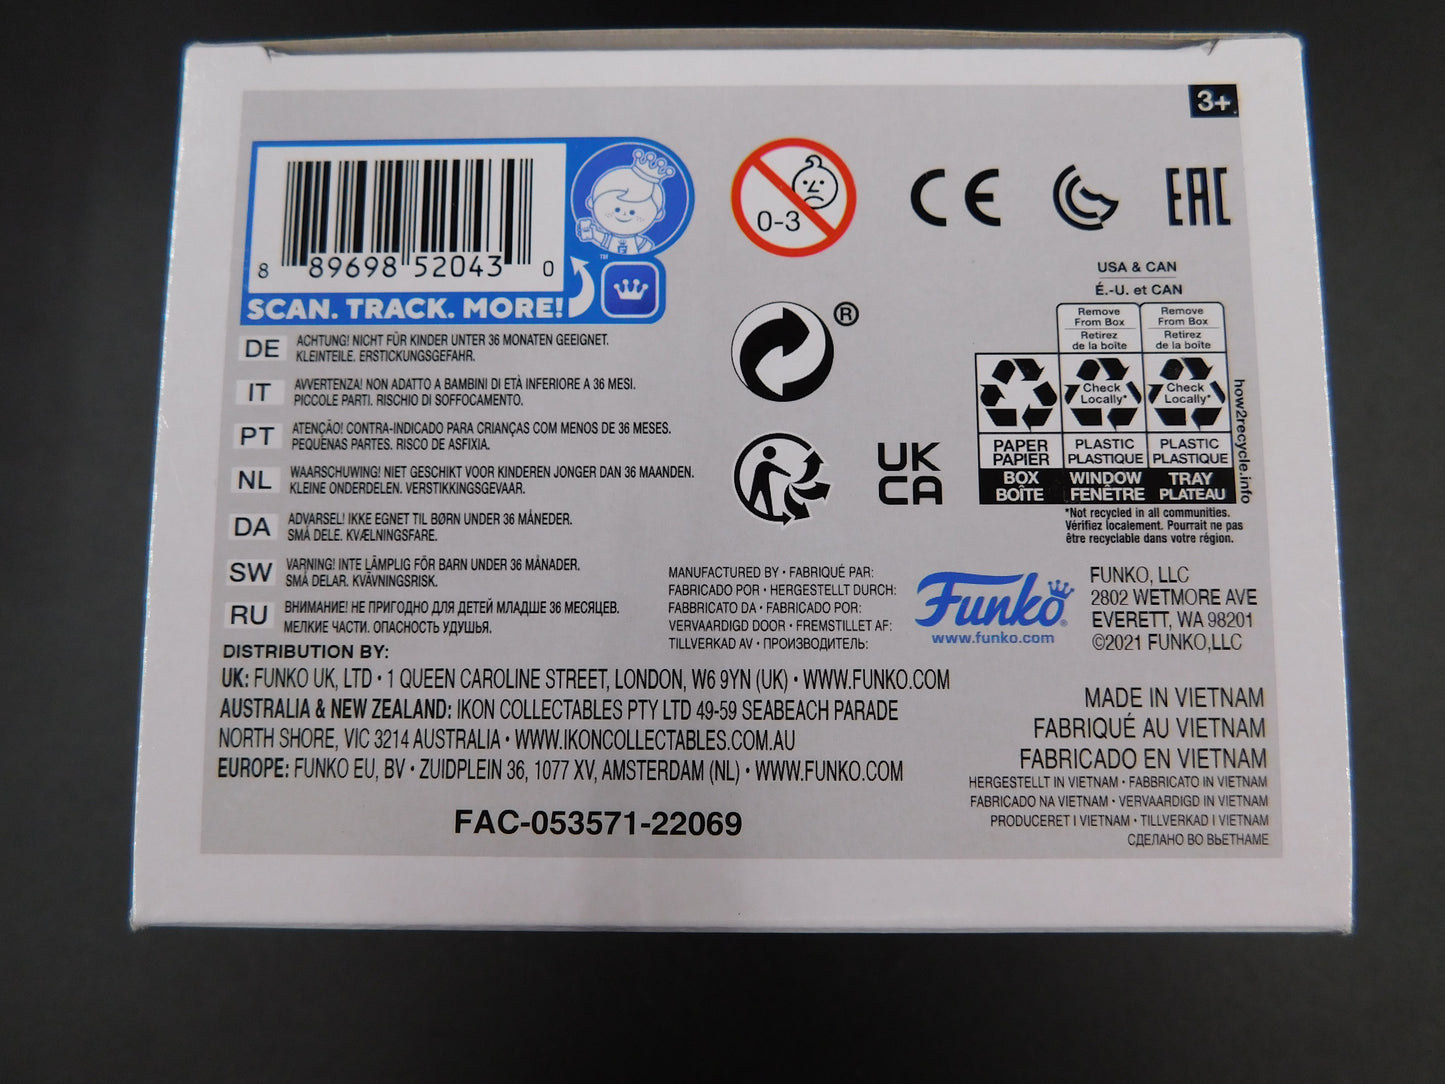 3+
8 89698 52043 0
™
SCAN. TRACK. MORE!
0-3
CE
EAC
DE ACHTUNG! NICHT FÜR KINDER UNTER 36 MONATEN GEEIGNET.
KLEINTEILE. ERSTICKUNGSGEFAHR.
IT AVVERTENZA! NON ADATTO A BAMBINI DI ETÀ INFERIORE A 36 MESI.
PICCOLE PARTI. RISCHIO DI SOFFOCAMENTO.
PT ATENÇÃO! CONTRA-INDICADO PARA CRIANÇAS COM MENOS DE 36 MESES.
PEQUENAS PARTES. RISCO DE ASFIXIA.
NL WAARSCHUWING! NIET GESCHIKT VOOR KINDEREN JONGER DAN 36 MAANDEN.
KLEINE ONDERDELEN. VERSTIKKINGSGEVAAR.
DA ADVARSEL! IKKE EGNET TIL BØRN UNDER 36 MÅNEDER.
SMÅ DELE. KVÆLNINGSFARE.
SW VARNING! INTE LÄMPLIG FÖR BARN UNDER 36 MÅNADER.
SMÅ DELAR. KVÄVNINGSRISK.
RU ВНИМАНИЕ! НЕ ПРИГОДНО ДЛЯ ДЕТЕЙ МЛАДШЕ 36 МЕСЯЦЕВ.
МЕЛКИЕ ЧАСТИ. ОПАСНОСТЬ УДУШЬЯ.
®
UK
CA
USA & CAN
É.-U. et CAN
Remove
From Box
Retirez
de la boîte
Remove
From Box
Retirez
de la boîte
Check
Locally*
Check
Locally*
PAPER
PAPIER
BOX
BOÎTE
PLASTIC
PLASTIQUE
WINDOW
FENÊTRE
PLASTIC
PLASTIQUE
TRAY
PLATEAU
how2recycle.info
*Not recycled in all communities.
Vérifiez localement. Pourrait ne pas
être recyclable dans votre région.
MANUFACTURED BY • FABRIQUÉ PAR:
FABRICADO POR • HERGESTELLT DURCH:
FABBRICATO DA • FABRICADO POR:
VERVAARDIGD DOOR • FREMSTILLET AF:
TILLVERKAD AV • ПРОИЗВОДИТЕЛЬ:
Funko®
www.funko.com
FUNKO, LLC
2802 WETMORE AVE
EVERETT, WA 98201
©2021 FUNKO,LLC
DISTRIBUTION BY:
UK: FUNKO UK, LTD • 1 QUEEN CAROLINE STREET, LONDON, W6 9YN (UK) • WWW.FUNKO.COM
AUSTRALIA & NEW ZEALAND: IKON COLLECTABLES PTY LTD 49-59 SEABEACH PARADE
NORTH SHORE, VIC 3214 AUSTRALIA • WWW.IKONCOLLECTABLES.COM.AU
EUROPE: FUNKO EU, BV • ZUIDPLEIN 36, 1077 XV, AMSTERDAM (NL) • WWW.FUNKO.COM
FAC-053571-22069
MADE IN VIETNAM
FABRIQUÉ AU VIETNAM
FABRICADO EN VIETNAM
HERGESTELLT IN VIETNAM • FABBRICATO IN VIETNAM
FABRICADO NA VIETNAM • VERVAARDIGD IN VIETNAM
PRODUCERET I VIETNAM • TILLVERKAD I VIETNAM
СДЕЛАНО ВО ВЬЕТНАМЕ